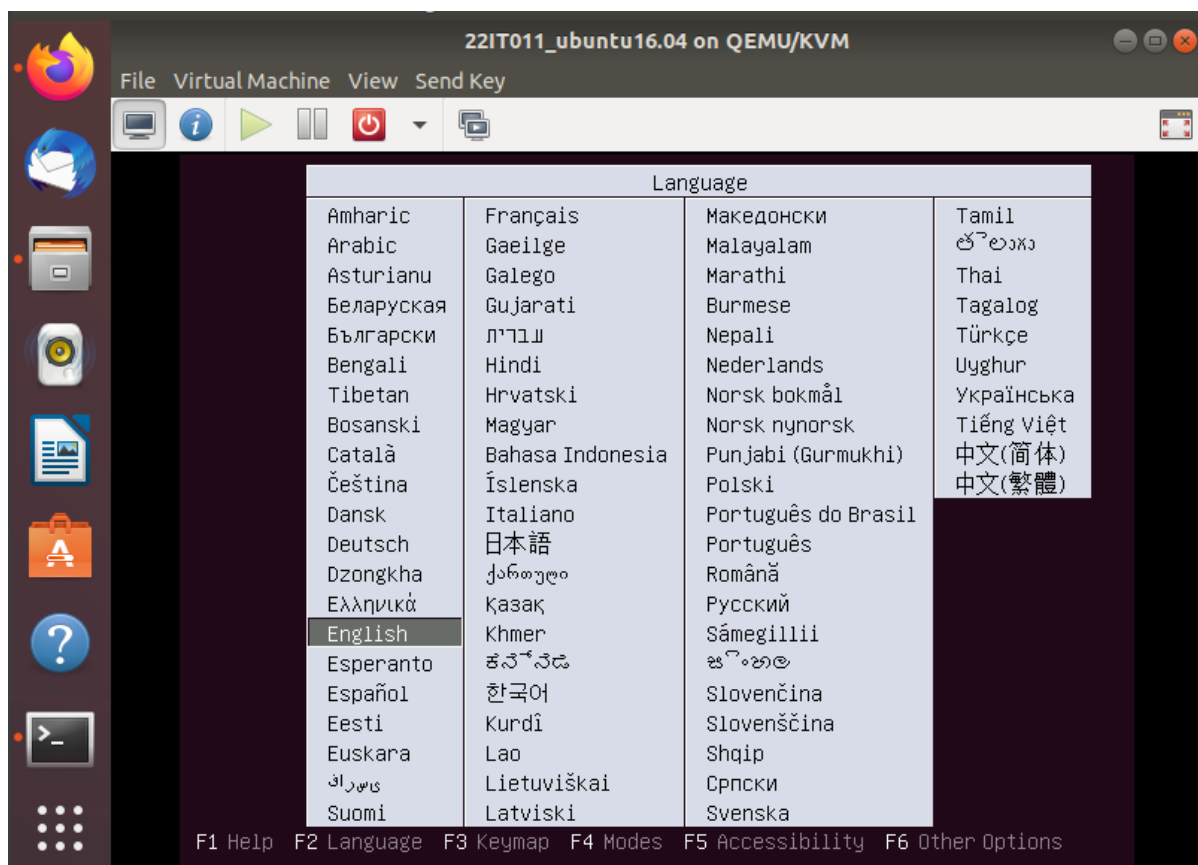 22IT011_ubuntu16.04 on QEMU/KVM
File Virtual Machine View Send Key
Language
Amharic
Arabic
Asturianu
Беларуская
Български
Bengali
Tibetan
Bosanski
Català
Čeština
Dansk
Deutsch
Dzongkha
Ελληνικά
English
Esperanto
Español
Eesti
Euskara
فارسی
Suomi
Français
Gaeilge
Galego
Gujarati
עברית
Hindi
Hrvatski
Magyar
Bahasa Indonesia
Íslenska
Italiano
日本語
ქართული
Қазақ
Khmer
ಕನ್ನಡ
한국어
Kurdî
Lao
Lietuviškai
Latviski
Македонски
Malayalam
Marathi
Burmese
Nepali
Nederlands
Norsk bokmål
Norsk nynorsk
Punjabi (Gurmukhi)
Polski
Português do Brasil
Português
Română
Русский
Sámegillii
සිංහල
Slovenčina
Slovenščina
Shqip
Српски
Svenska
Tamil
తెలుగు
Thai
Tagalog
Türkçe
Uyghur
Українська
Tiếng Việt
中文(简体)
中文(繁體)
F1 Help F2 Language F3 Keymap F4 Modes F5 Accessibility F6 Other Options